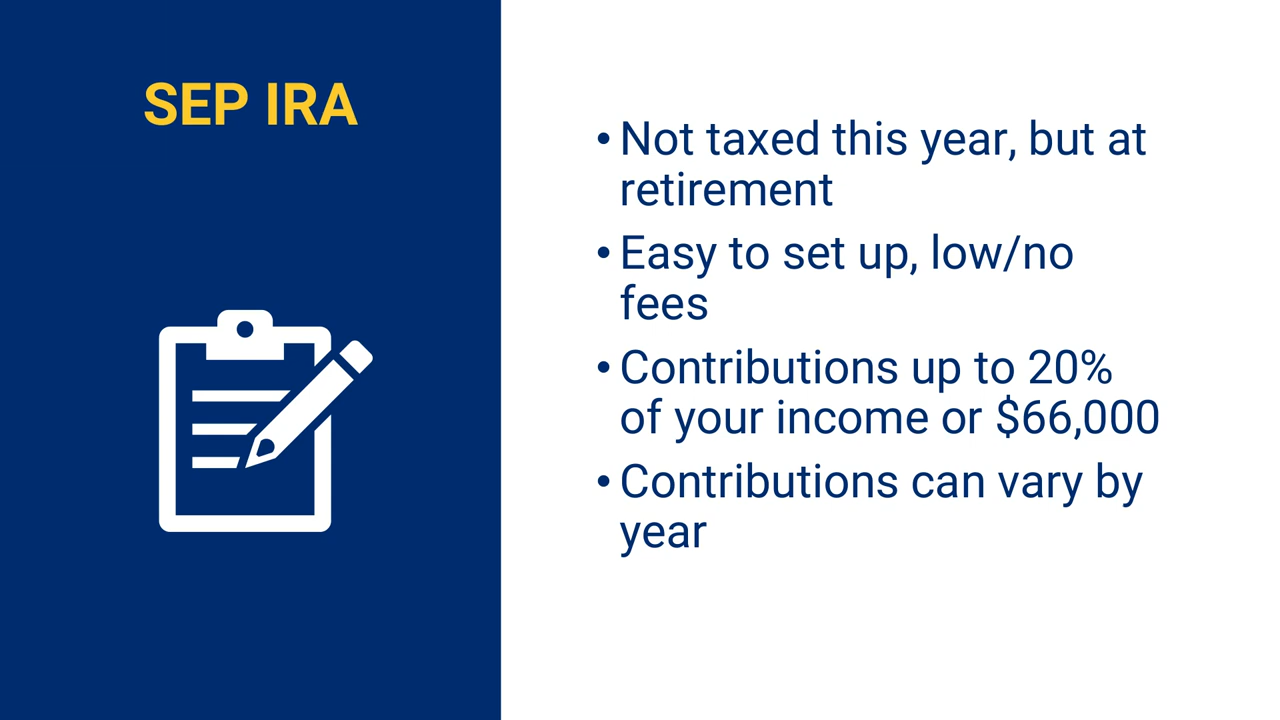 SEP IRA
• Not taxed this year, but at
retirement
• Easy to set up, low/no
fees
• Contributions up to 20%
of your income or $66,000
• Contributions can vary by
year